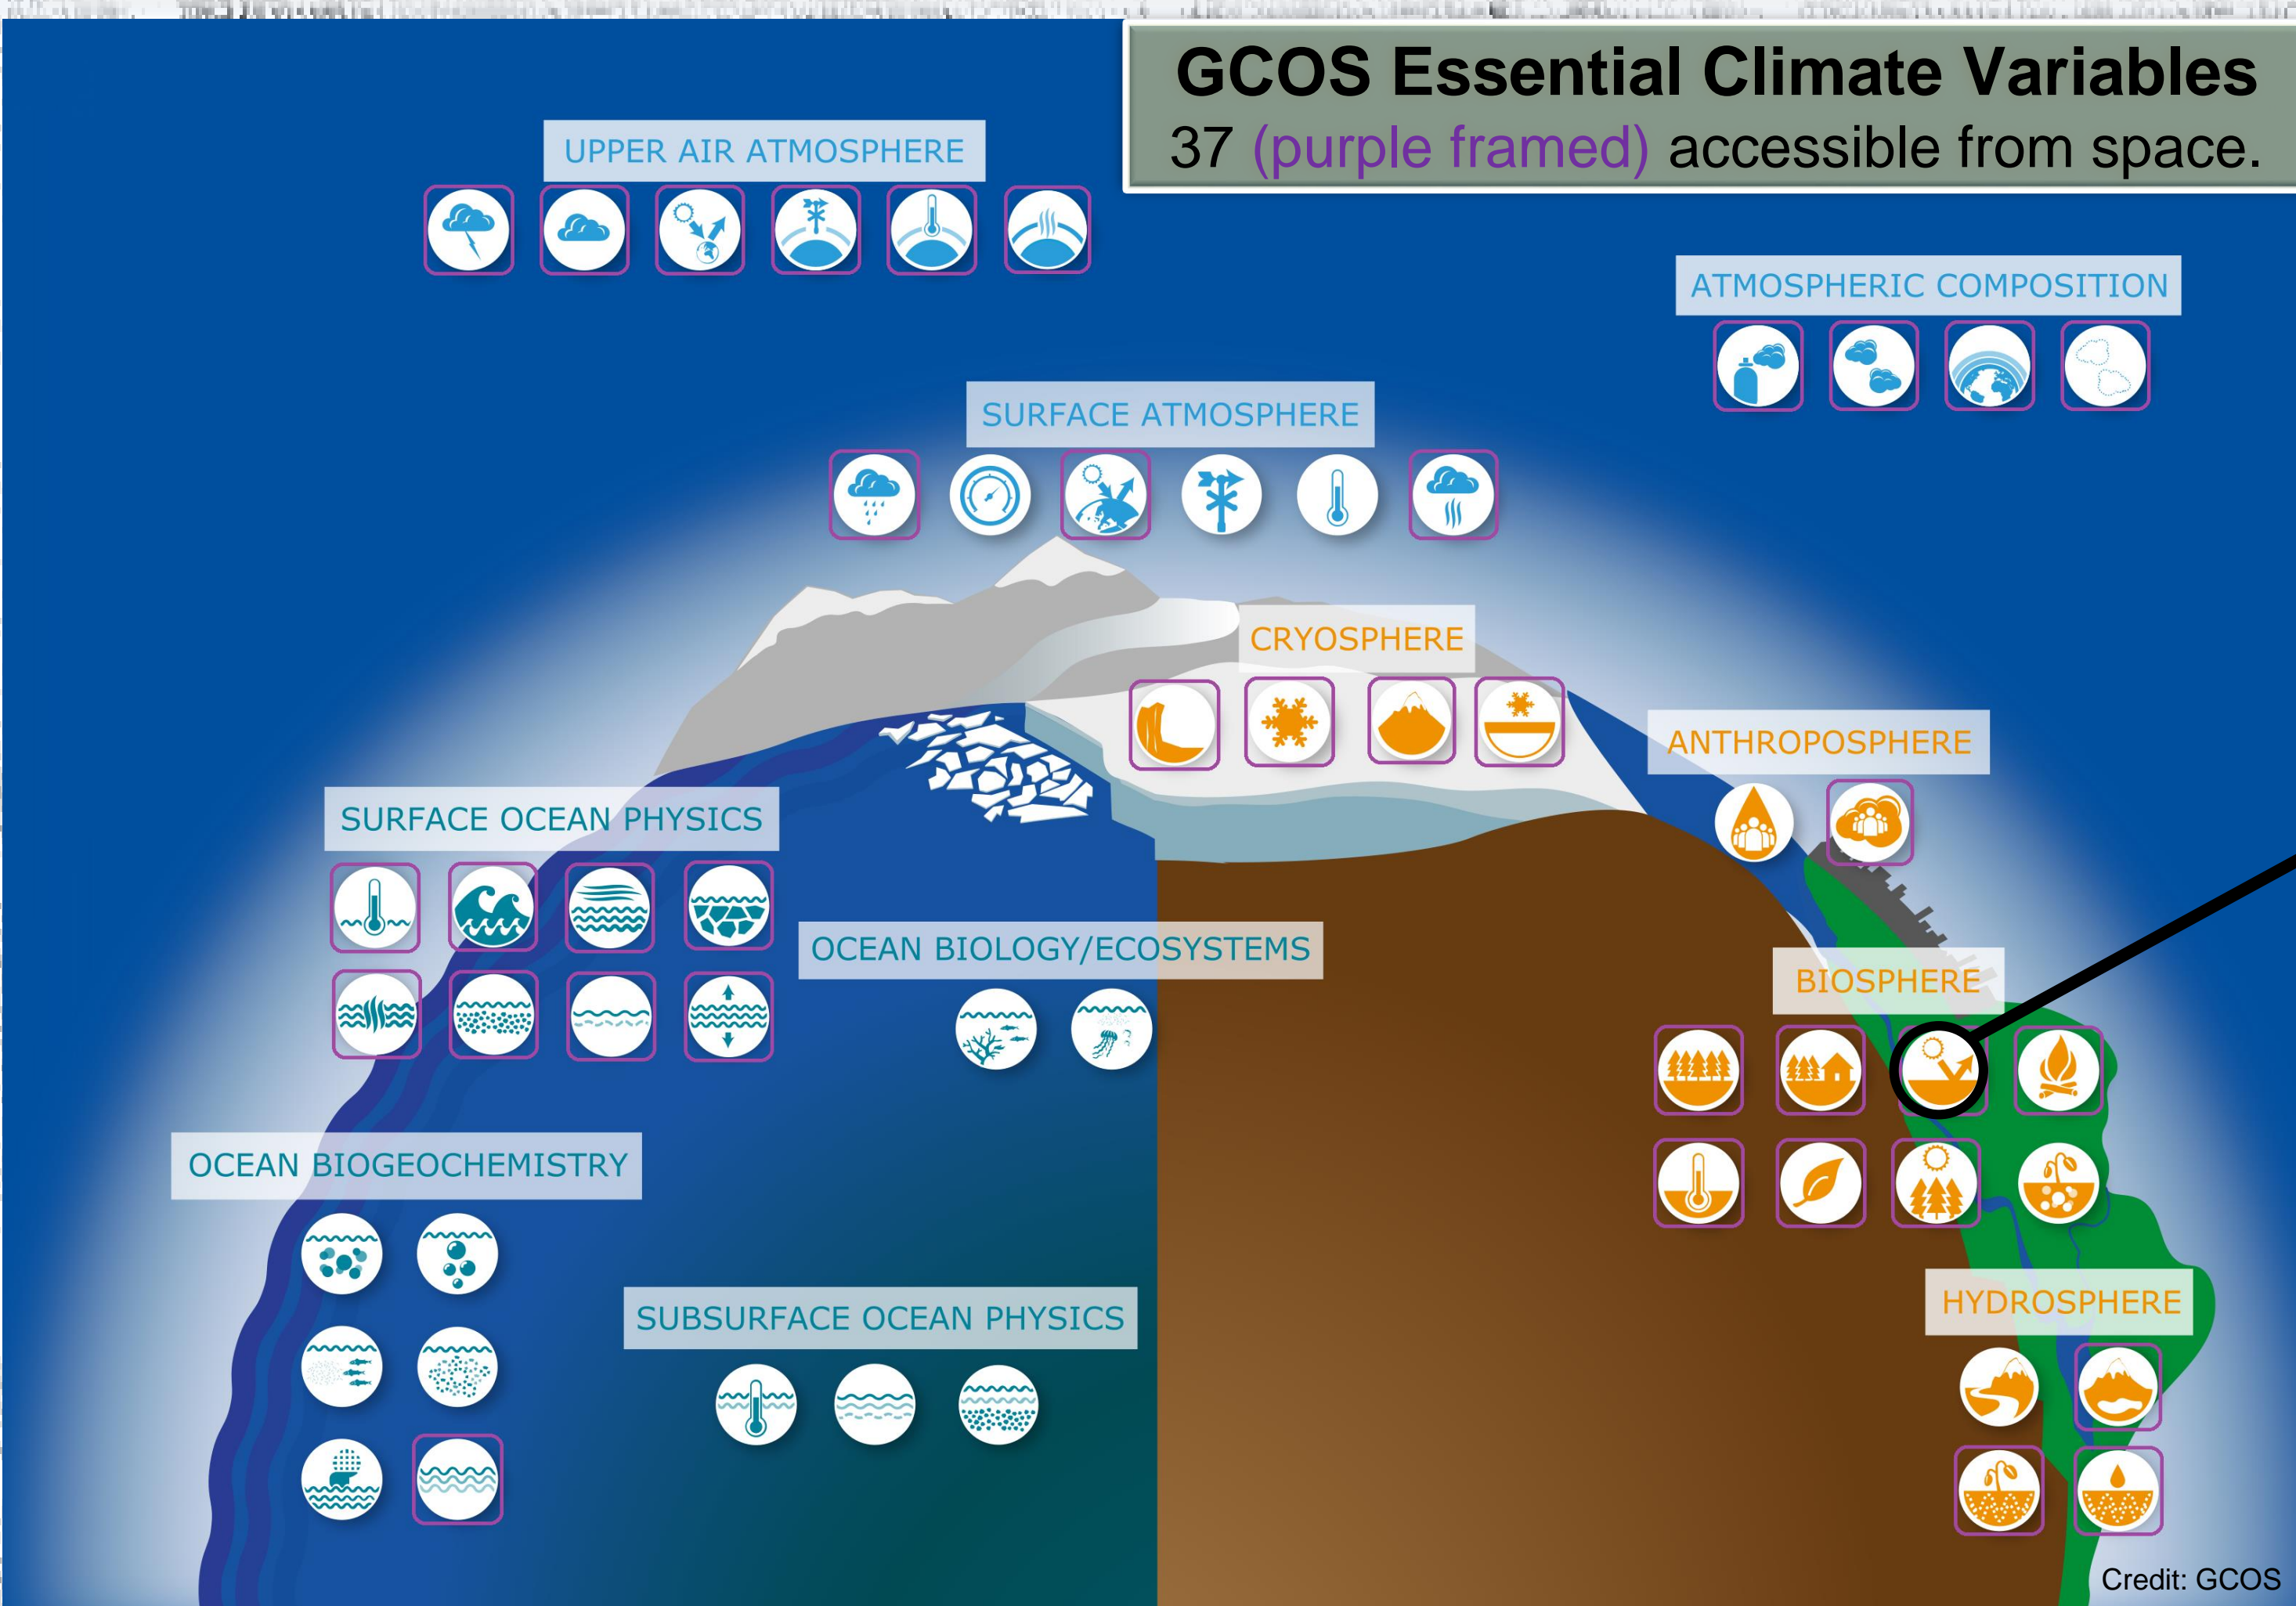 GCOS Essential Climate Variables
37 (purple framed) accessible from space.
UPPER AIR ATMOSPHERE
ATMOSPHERIC COMPOSITION
SURFACE ATMOSPHERE
CRYOSPHERE
ANTHROPOSPHERE
SURFACE OCEAN PHYSICS
OCEAN BIOLOGY/ECOSYSTEMS
BIOSPHERE
OCEAN BIOGEOCHEMISTRY
HYDROSPHERE
SUBSURFACE OCEAN PHYSICS
Credit: GCOS